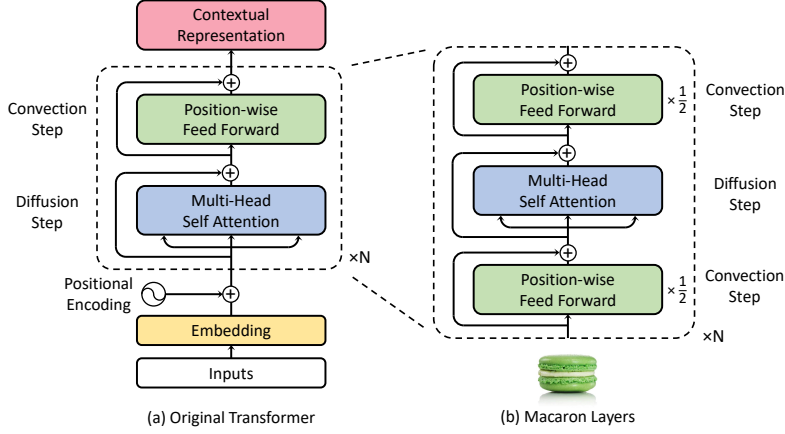 Contextual
Representation
Convection
Step
Position-wise
Feed Forward
Diffusion
Step
Multi-Head
Self Attention
×N
Positional
Encoding
Embedding
Inputs
(a) Original Transformer
Position-wise
Feed Forward
× 1/2
Convection
Step
Multi-Head
Self Attention
Diffusion
Step
Position-wise
Feed Forward
× 1/2
Convection
Step
×N
(b) Macaron Layers